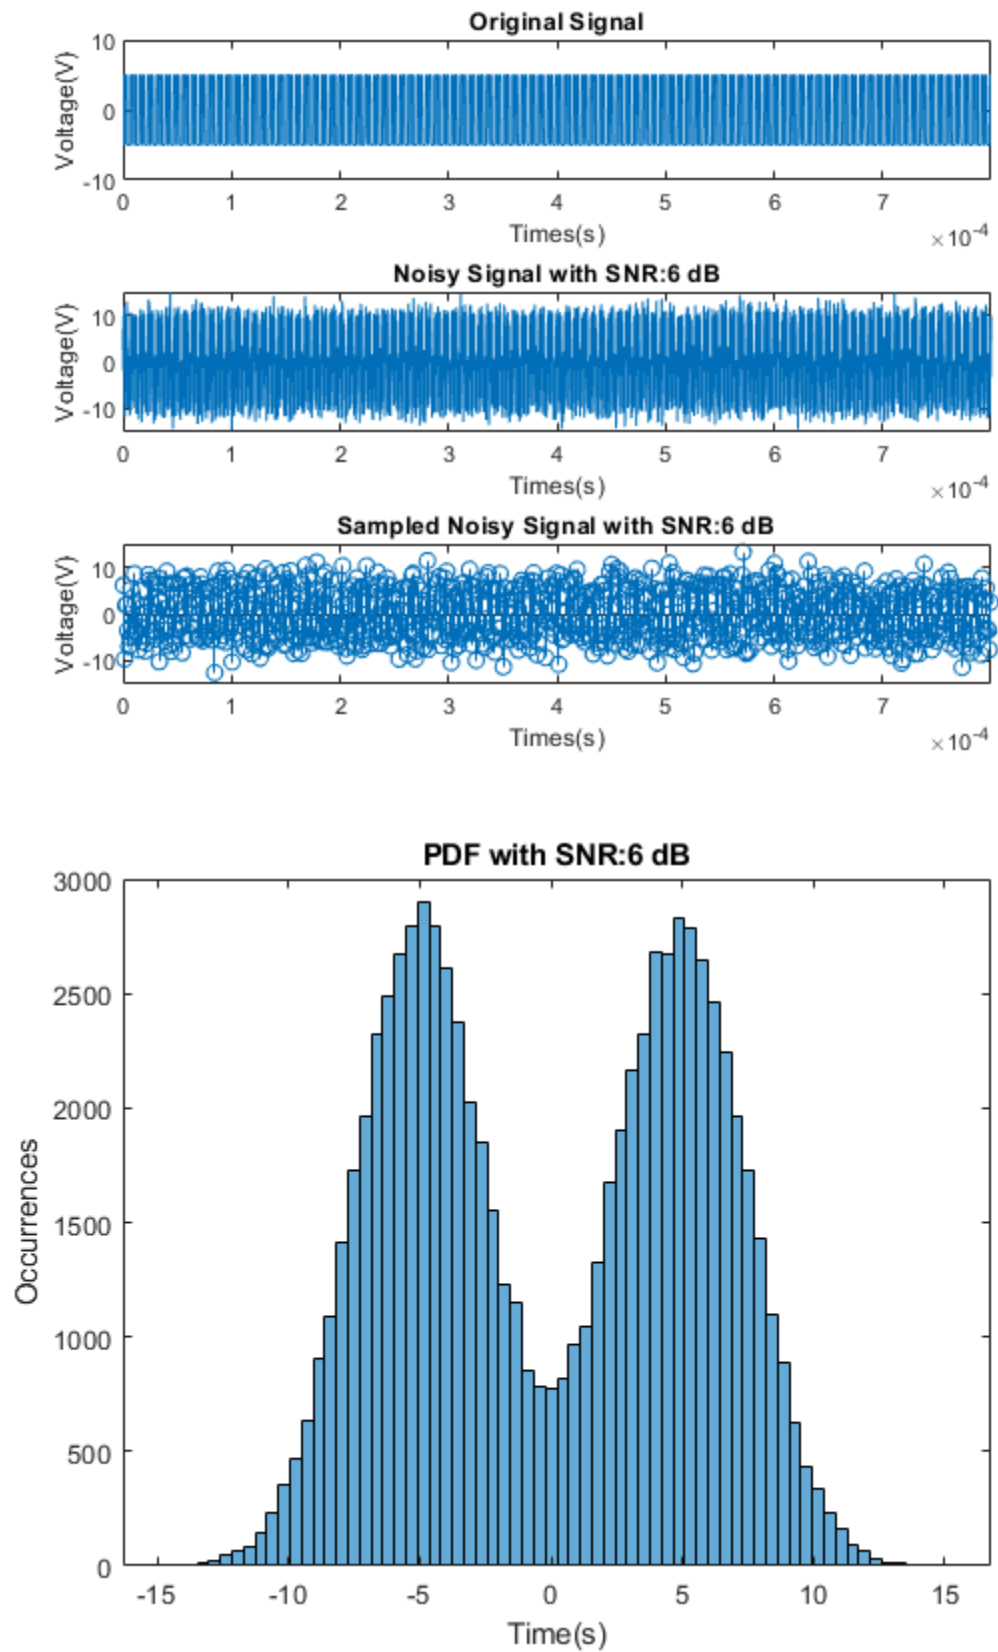 Original Signal
10
0
-10
Voltage(V)
0 1 2 3 4 5 6 7
Times(s)
×10-4
Noisy Signal with SNR:6 dB
10
0
-10
Voltage(V)
0 1 2 3 4 5 6 7
Times(s)
×10-4
Sampled Noisy Signal with SNR:6 dB
10
0
-10
Voltage(V)
0 1 2 3 4 5 6 7
Times(s)
×10-4
PDF with SNR:6 dB
3000
2500
2000
1500
1000
500
0
Occurrences
-15 -10 -5 0 5 10 15
Time(s)